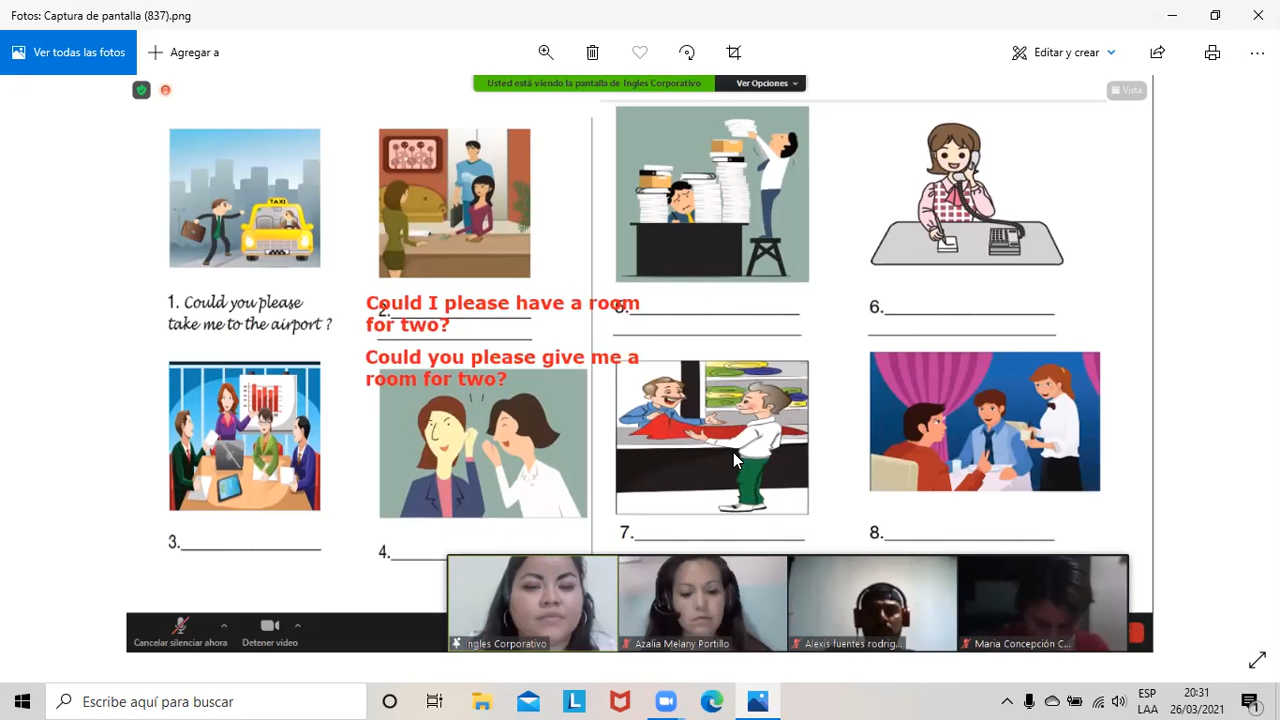 Fotos: Captura de pantalla (837).png
Ver todas las fotos
Agregar a
Editar y crear
Usted está viendo la pantalla de Ingles Corporativo
Ver Opciones
Vista
TAXI
1. Could you please
take me to the airport ?
2.
Could I please have a room
for two?
Could you please give me a
room for two?
5.
6.
3.
4.
7.
8.
Cancelar silenciar ahora
Detener video
Ingles Corporativo
Azalia Melany Portillo
Alexis fuentes rodrig...
Maria Concepción C...
Escribe aquí para buscar
ESP
LAA
20:31
26/03/2021